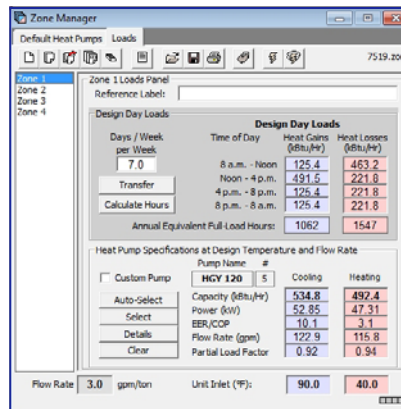 Zone Manager
Default Heat Pumps Loads
7519.zo
Zone 1
Zone 2
Zone 3
Zone 4
Zone 1 Loads Panel
Reference Label:
Design Day Loads
Design Day Loads
Days / Week
per Week
Time of Day Heat Gains Heat Losses
(kBtu/Hr) (kBtu/Hr)
7.0
8 a.m. - Noon 125.4 463.2
Noon - 4 p.m. 491.5 221.8
Transfer
4 p.m. - 8 p.m. 125.4 221.8
Calculate Hours
8 p.m. - 8 a.m. 125.4 221.8
Annual Equivalent Full-Load Hours: 1062 1547
Heat Pump Specifications at Design Temperature and Flow Rate
Pump Name #
Custom Pump HGY 120 5 Cooling Heating
Auto-Select
Capacity (kBtu/Hr) 534.8 492.4
Select
Power (kW) 52.85 47.31
EER/COP 10.1 3.1
Details
Flow Rate (gpm) 122.9 115.8
Clear
Partial Load Factor 0.92 0.94
Flow Rate 3.0 gpm/ton Unit Inlet (°F): 90.0 40.0